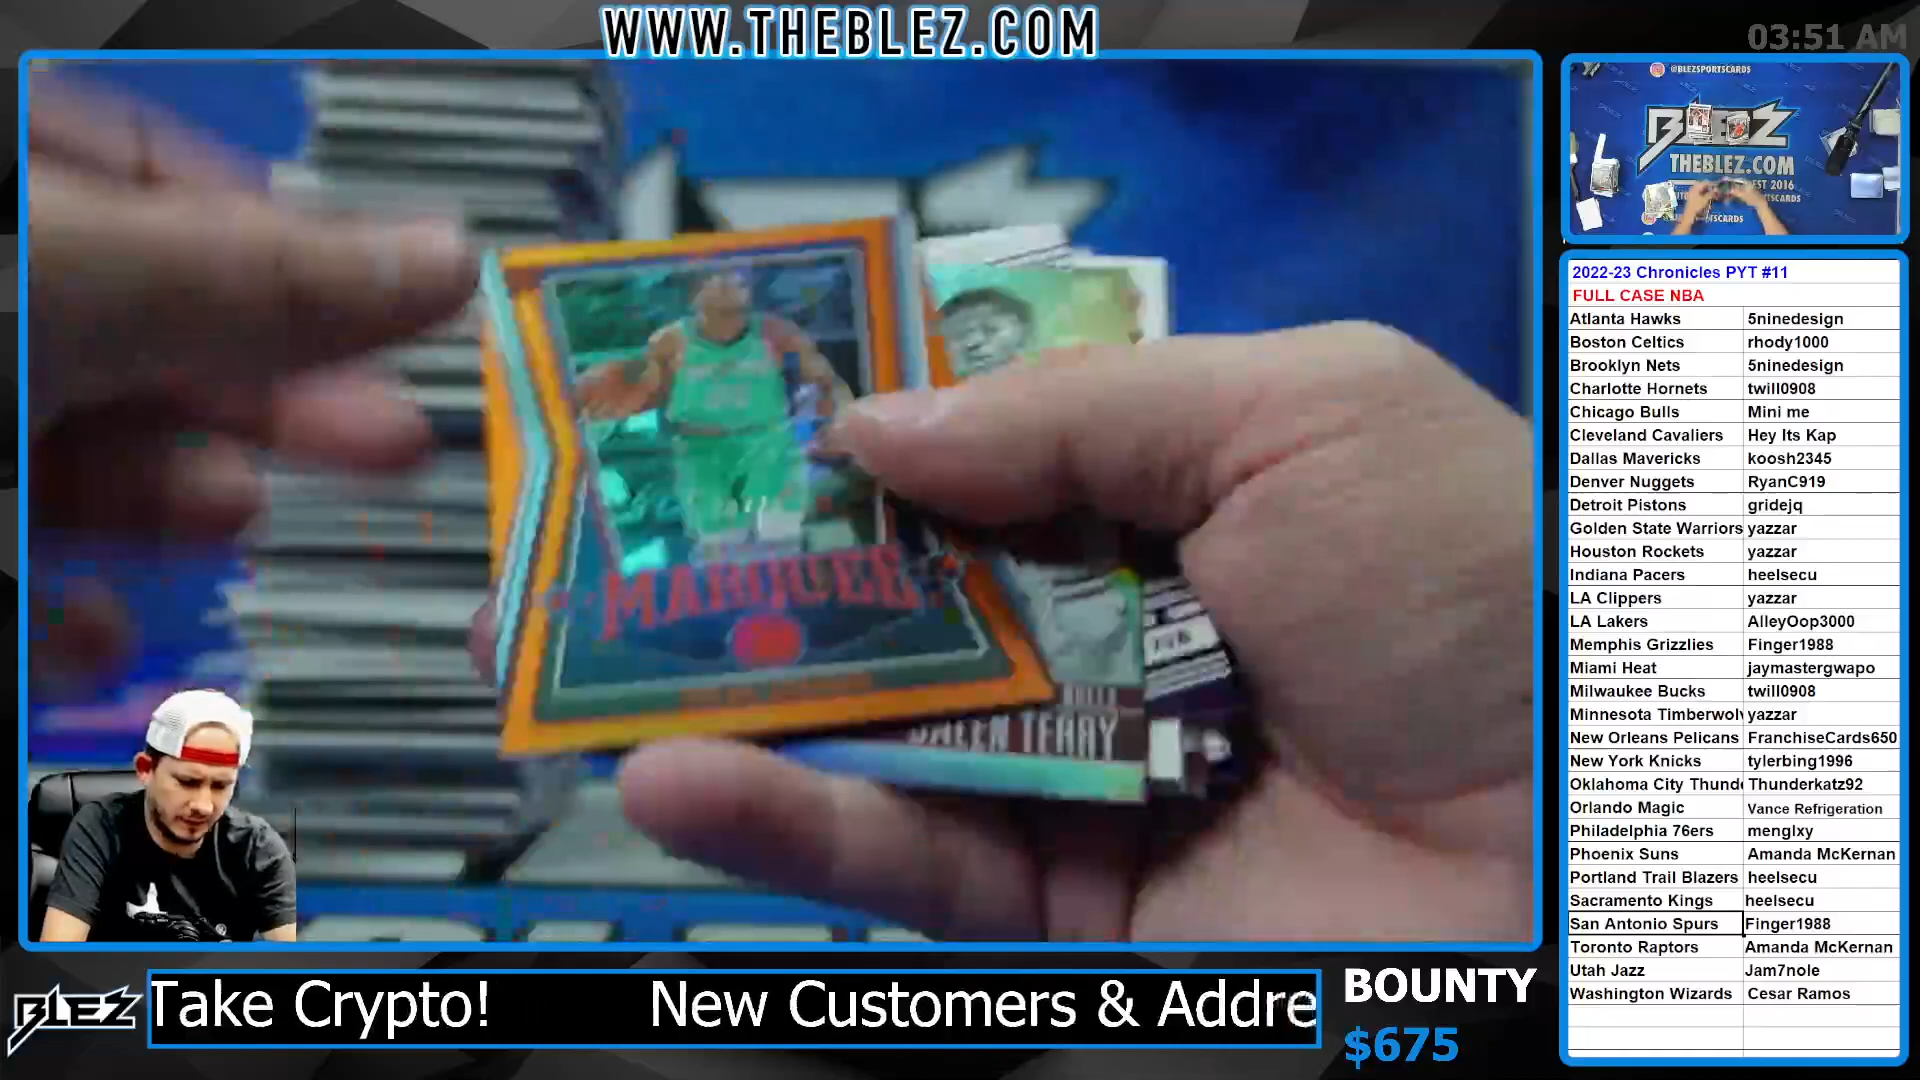 WWW.THEBLEZ.COM
03:51 AM
@BLEZSPORTSCARDS
BLEZ
THEBLEZ.COM
EST 2016
MARQUEE
DALEN TERRY
2022-23 Chronicles PYT #11
FULL CASE NBA
Atlanta Hawks 5ninedesign
Boston Celtics rhody1000
Brooklyn Nets 5ninedesign
Charlotte Hornets twill0908
Chicago Bulls Mini me
Cleveland Cavaliers Hey Its Kap
Dallas Mavericks koosh2345
Denver Nuggets RyanC919
Detroit Pistons gridejq
Golden State Warriors yazzar
Houston Rockets yazzar
Indiana Pacers heelsecu
LA Clippers yazzar
LA Lakers AlleyOop3000
Memphis Grizzlies Finger1988
Miami Heat jaymastergwapo
Milwaukee Bucks twill0908
Minnesota Timberwolv yazzar
New Orleans Pelicans FranchiseCards650
New York Knicks tylerbing1996
Oklahoma City Thunde Thunderkatz92
Orlando Magic Vance Refrigeration
Philadelphia 76ers menglxy
Phoenix Suns Amanda McKernan
Portland Trail Blazers heelsecu
Sacramento Kings heelsecu
San Antonio Spurs Finger1988
Toronto Raptors Amanda McKernan
Utah Jazz Jam7nole
Washington Wizards Cesar Ramos
BLEZ
Take Crypto! New Customers & Addre
BOUNTY
$675